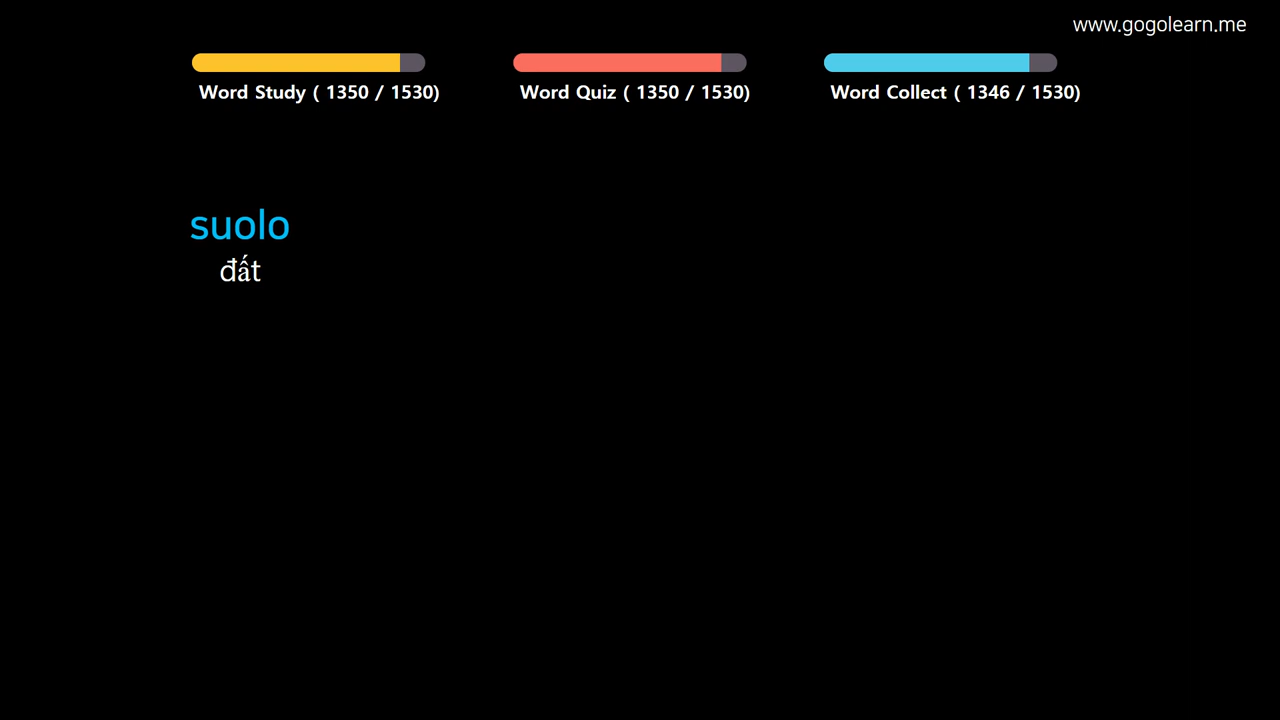 www.gogolearn.me
Word Study ( 1350 / 1530)
Word Quiz ( 1350 / 1530)
Word Collect ( 1346 / 1530)
suolo
đất